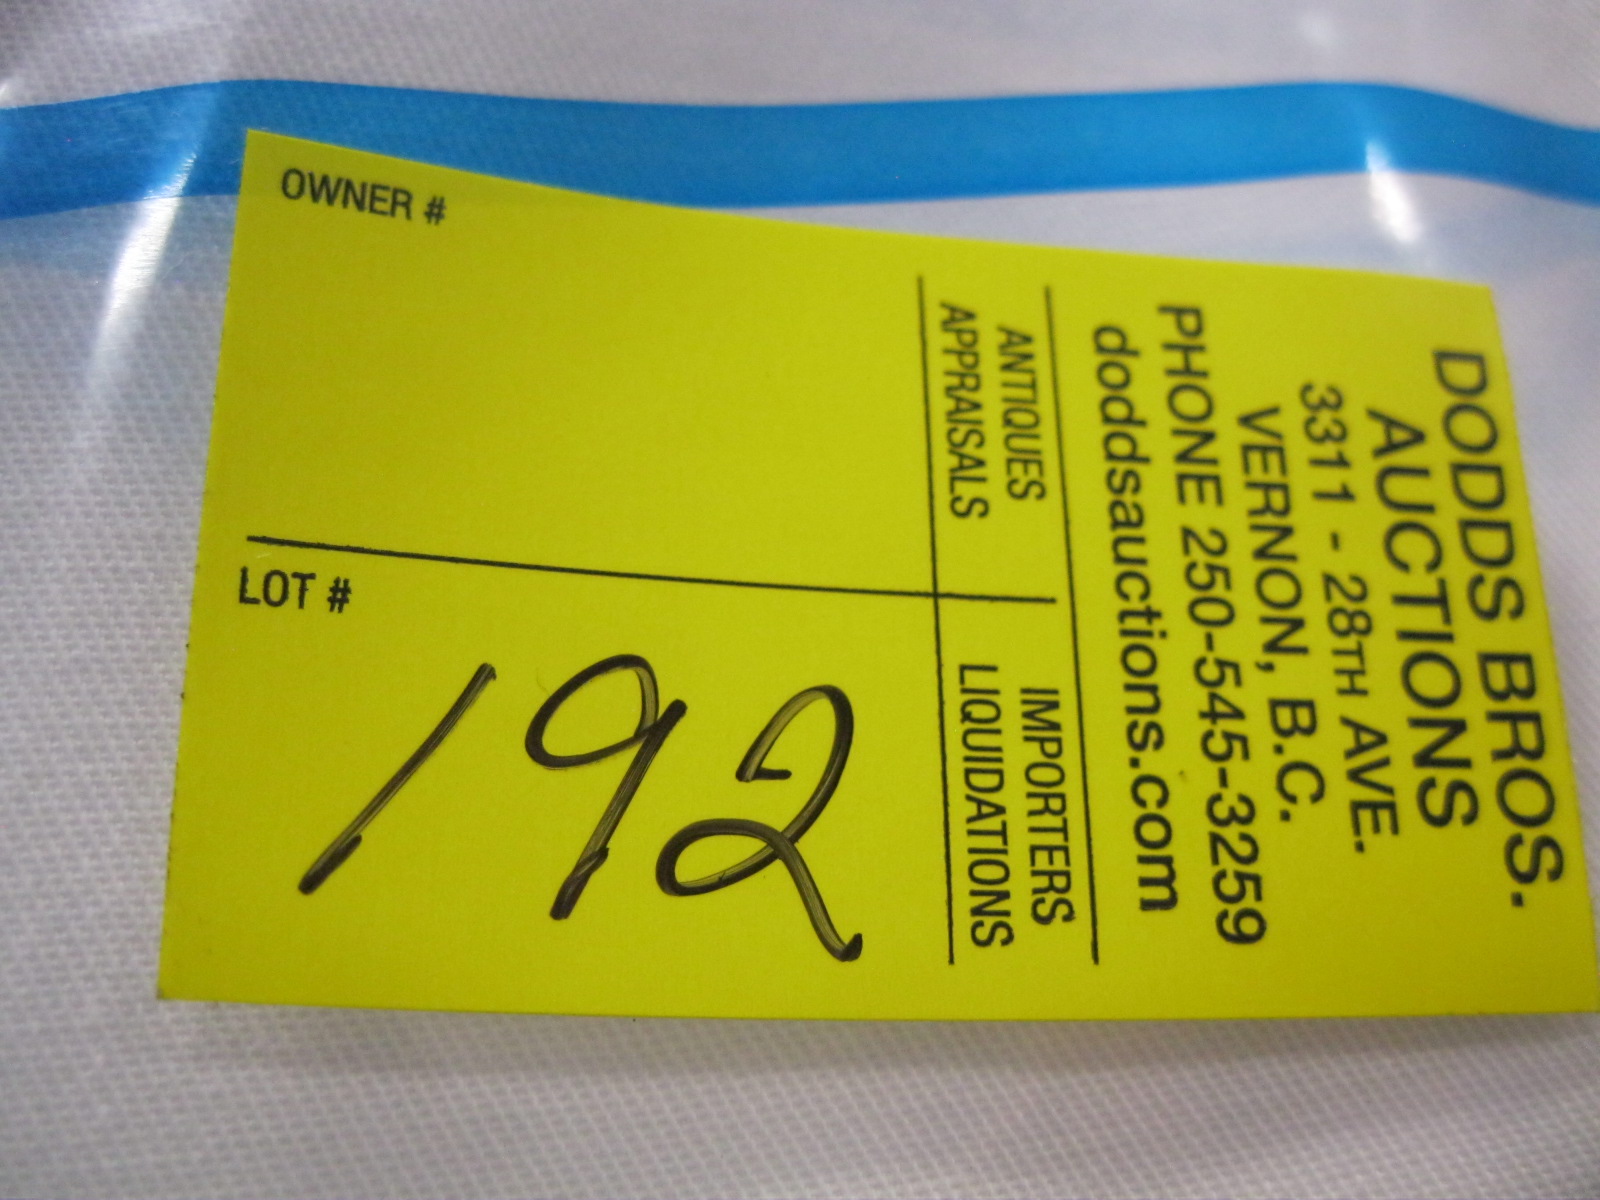 OWNER #
LOT #
192
DODDS BROS.
AUCTIONS
3311 - 28TH AVE.
VERNON, B.C.
PHONE 250-545-3259
doddsauctions.com
ANTIQUES
APPRAISALS
IMPORTERS
LIQUIDATIONS